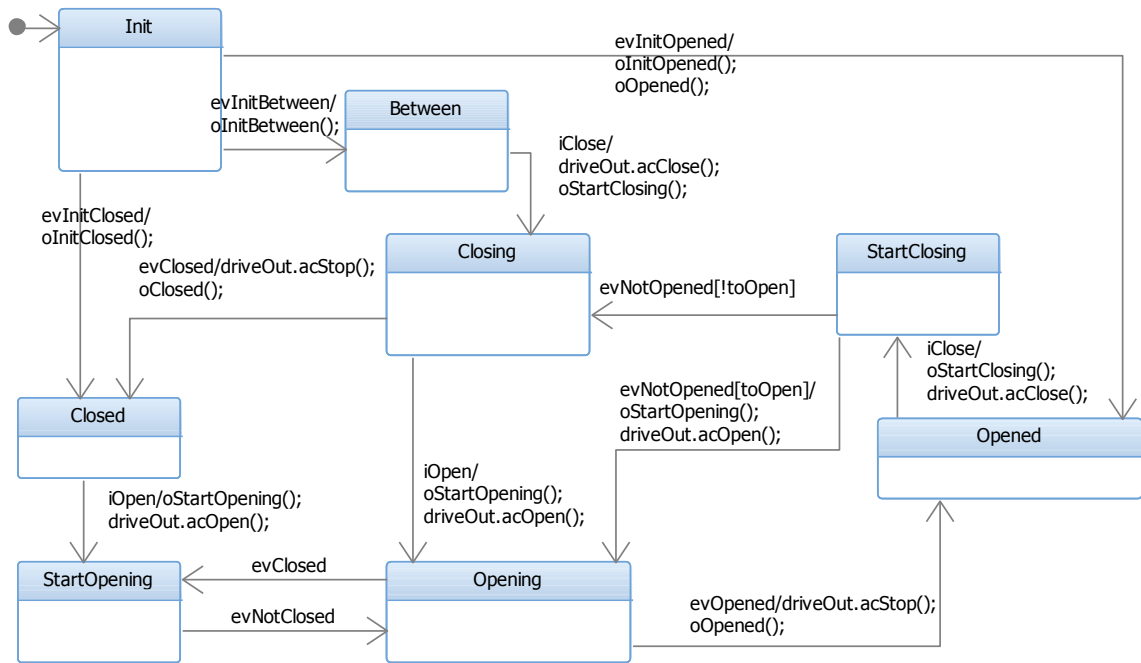 Init
evInitOpened/
oInitOpened();
oOpened();
evInitBetween/
oInitBetween();
Between
iClose/
driveOut.acClose();
oStartClosing();
evInitClosed/
oInitClosed();
Closing
StartClosing
evClosed/driveOut.acStop();
oClosed();
evNotOpened[!toOpen]
iClose/
oStartClosing();
driveOut.acClose();
evNotOpened[toOpen]/
oStartOpening();
driveOut.acOpen();
Closed
Opened
iOpen/oStartOpening();
driveOut.acOpen();
iOpen/
oStartOpening();
driveOut.acOpen();
StartOpening
evClosed
Opening
evNotClosed
evOpened/driveOut.acStop();
oOpened();